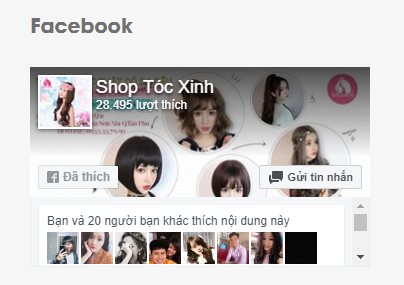 Facebook
Shop Tóc Xinh
28.495 lượt thích
Đã thích
Gửi tin nhắn
Bạn và 20 người bạn khác thích nội dung này